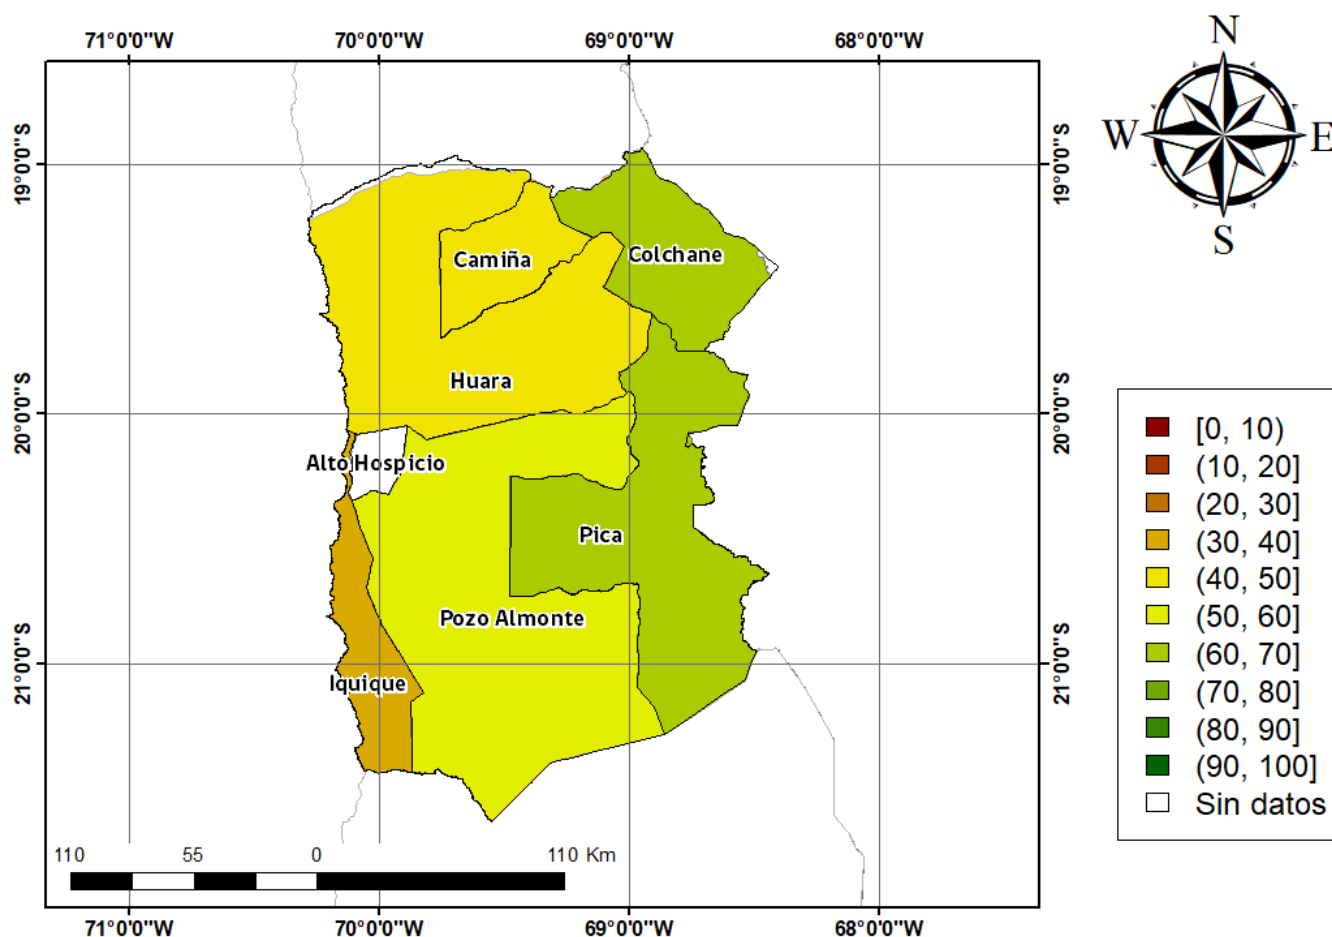 71°0'0"W 70°0'0"W 69°0'0"W 68°0'0"W
N
W E
S
19°0'0"S
19°0'0"S
Camiña
Colchane
Huara
20°0'0"S
20°0'0"S
Alto Hospicio
Pica
Pozo Almonte
21°0'0"S
21°0'0"S
Iquique
[0, 10)
(10, 20]
(20, 30]
(30, 40]
(40, 50]
(50, 60]
(60, 70]
(70, 80]
(80, 90]
(90, 100]
Sin datos
110 55 0 110 Km
71°0'0"W 70°0'0"W 69°0'0"W 68°0'0"W